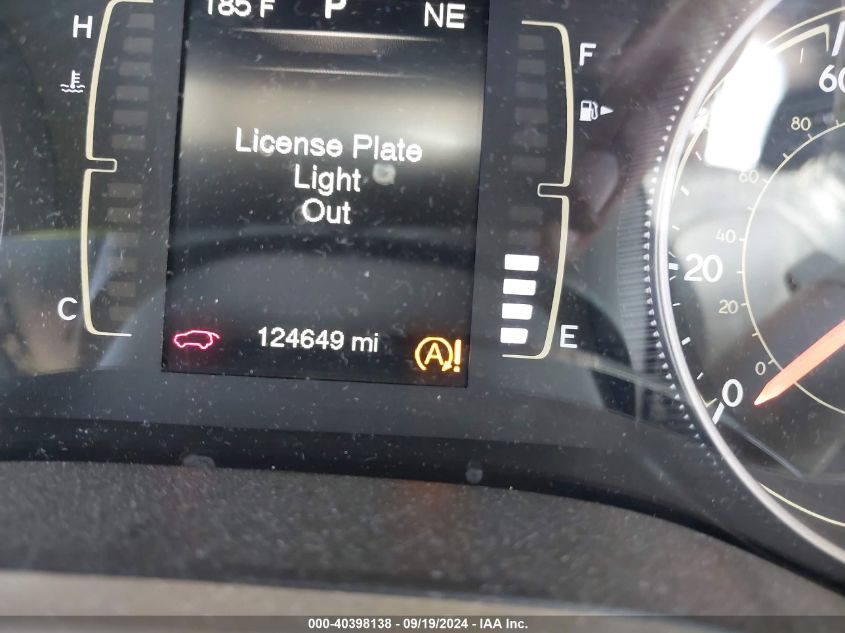 185 F P NE
H
F
License Plate
Light
Out
C
124649 mi
A!
E
60
80
60
40
20
20
0
0
000-40398138 - 09/19/2024 - IAA Inc.